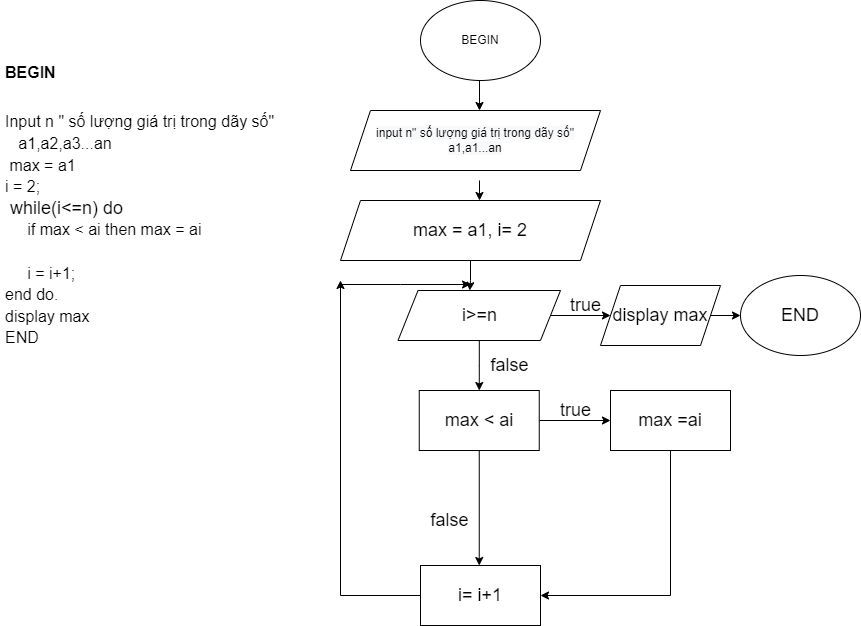 BEGIN
Input n " số lượng giá trị trong dãy số"
a1,a2,a3...an
max = a1
i = 2;
while(i<=n) do
if max < ai then max = ai
i = i+1;
end do.
display max
END
BEGIN
input n" số lượng giá trị trong dãy số"
a1,a1...an
max = a1, i= 2
i>=n
true
display max
END
false
max < ai
true
max =ai
false
i= i+1